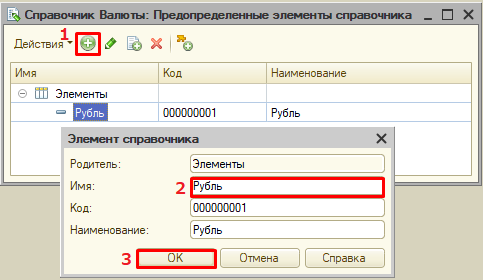 Справочник Валюты: Предопределенные элементы справочника
1
Действия
Имя Код Наименование
Элементы
Рубль 000000001 Рубль
Элемент справочника
Родитель: Элементы
Имя: 2 Рубль
Код: 000000001
Наименование: Рубль
3 OK Отмена Справка